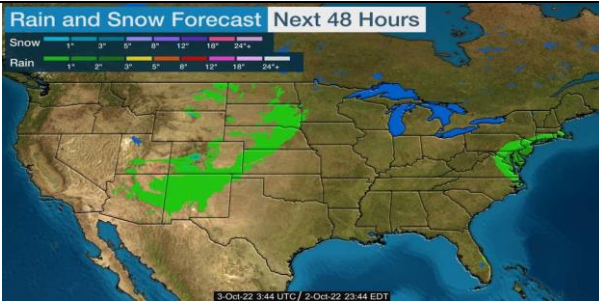 Rain and Snow Forecast Next 48 Hours
Snow 1" 3" 5" 8" 12" 18" 24"+
Rain 1" 2" 3" 5" 8" 12" 18" 24"+
3-Oct-22 3:44 UTC / 2-Oct-22 23:44 EDT